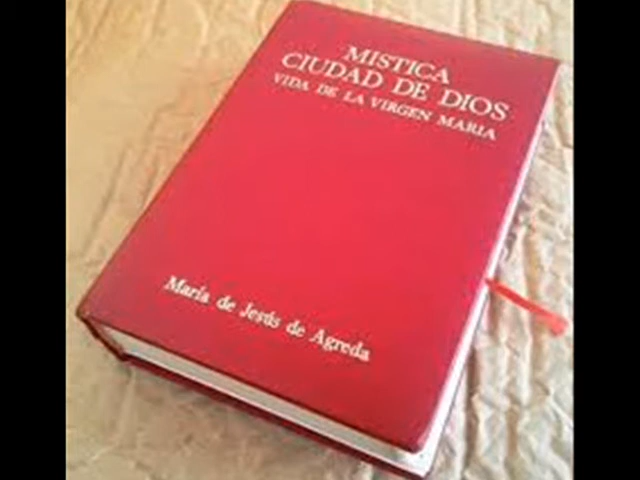 MISTICA
CIUDAD DE DIOS
VIDA DE LA VIRGEN MARIA
María de Jesús de Agreda